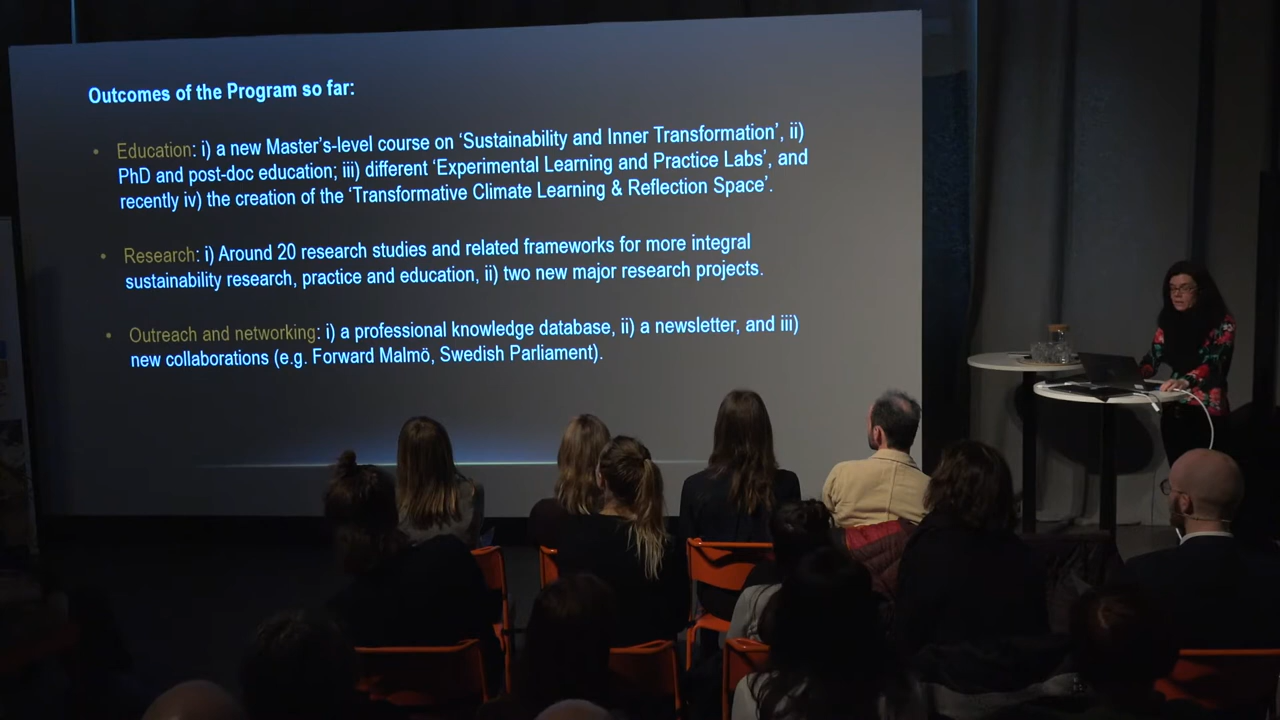 Outcomes of the Program so far:
• Education: i) a new Master's-level course on 'Sustainability and Inner Transformation', ii)
PhD and post-doc education; iii) different 'Experimental Learning and Practice Labs', and
recently iv) the creation of the 'Transformative Climate Learning & Reflection Space'.
• Research: i) Around 20 research studies and related frameworks for more integral
sustainability research, practice and education, ii) two new major research projects.
• Outreach and networking: i) a professional knowledge database, ii) a newsletter, and iii)
new collaborations (e.g. Forward Malmö, Swedish Parliament).